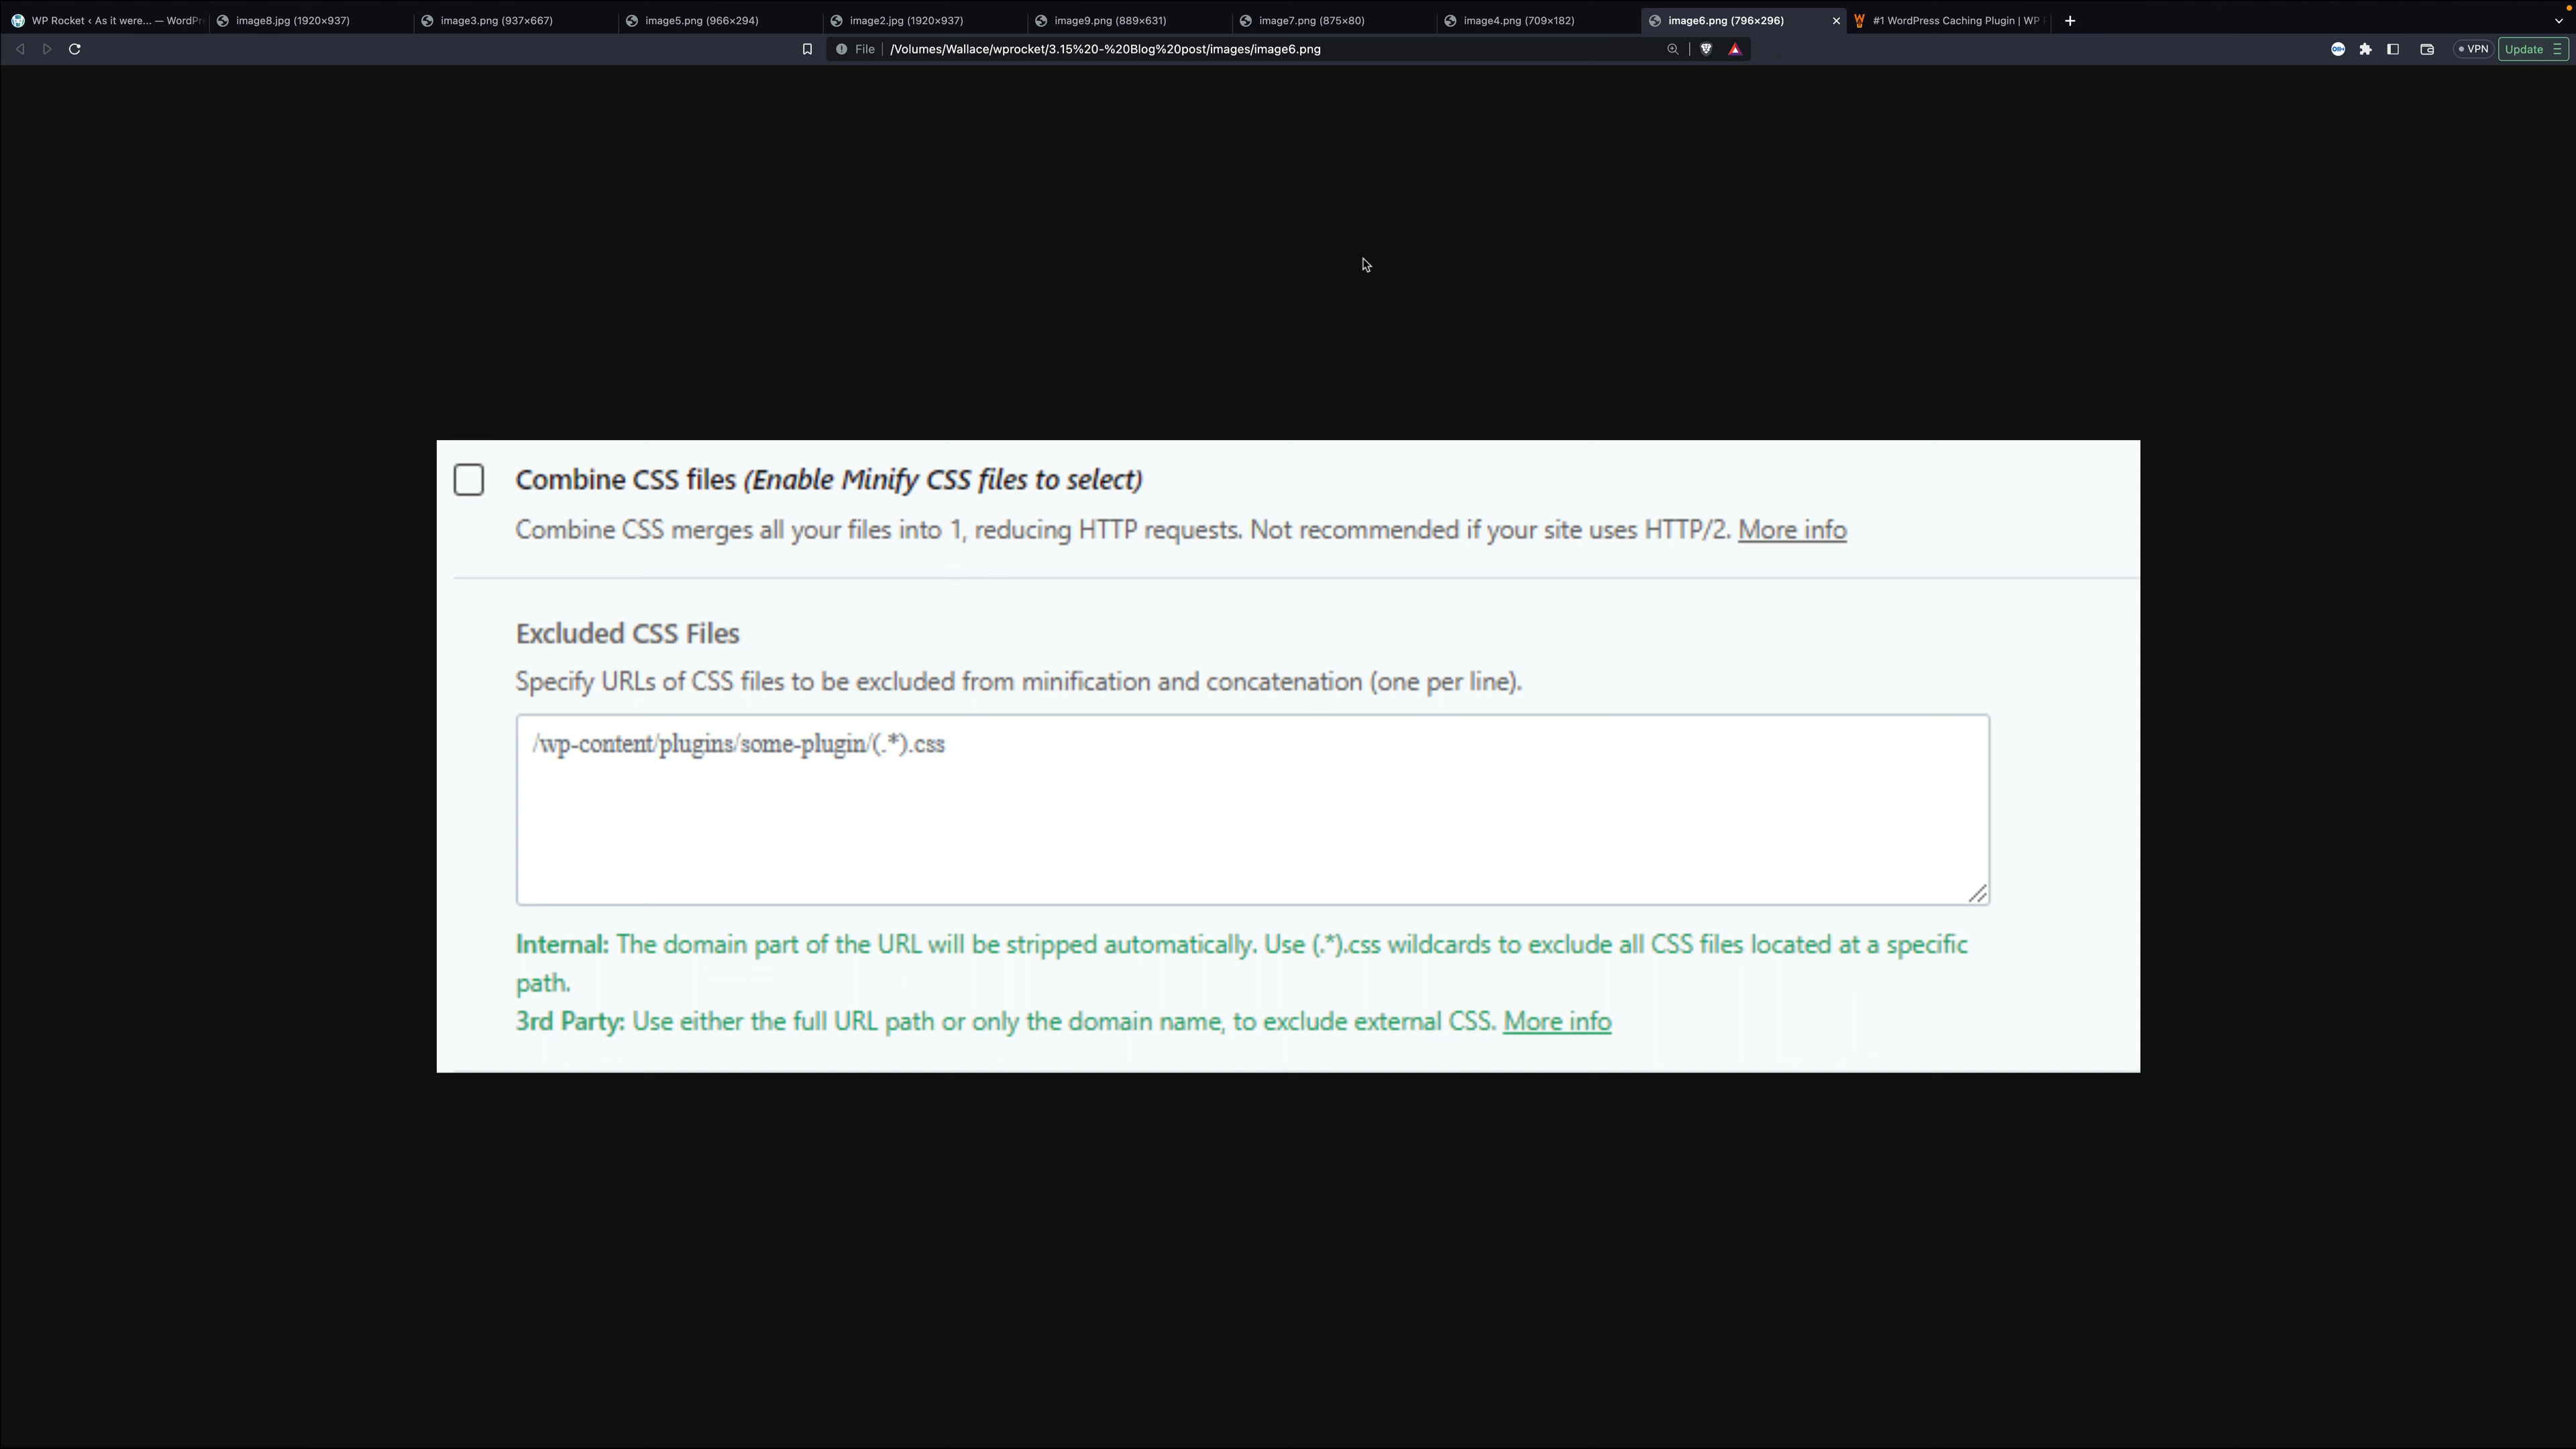 WP Rocket ‹ As it were... — WordPr
image8.jpg (1920×937)
image3.png (937×667)
image5.png (966×294)
image2.jpg (1920×937)
image9.png (889×631)
image7.png (875×80)
image4.png (709×182)
image6.png (796×296)
#1 WordPress Caching Plugin | WP
File
/Volumes/Wallace/wprocket/3.15%20-%20Blog%20post/images/image6.png
VPN
Update
Combine CSS files (Enable Minify CSS files to select)
Combine CSS merges all your files into 1, reducing HTTP requests. Not recommended if your site uses HTTP/2. More info
Excluded CSS Files
Specify URLs of CSS files to be excluded from minification and concatenation (one per line).
/wp-content/plugins/some-plugin/(.*).css
Internal: The domain part of the URL will be stripped automatically. Use (.*).css wildcards to exclude all CSS files located at a specific
path.
3rd Party: Use either the full URL path or only the domain name, to exclude external CSS. More info